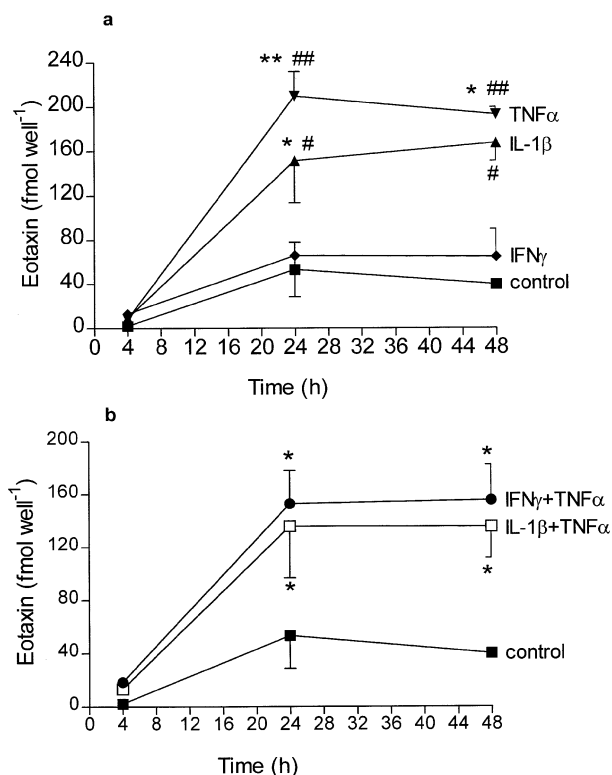 a
240
200
160
120
80
40
0
Eotaxin (fmol well⁻¹)
** ##
* ##
TNFα
* #
IL-1β
#
IFNγ
control
0 4 8 12 16 20 24 28 32 36 40 44 48
Time (h)
b
200
160
120
80
40
0
Eotaxin (fmol well⁻¹)
* *
IFNγ+TNFα
IL-1β+TNFα
* *
control
0 4 8 12 16 20 24 28 32 36 40 44 48
Time (h)